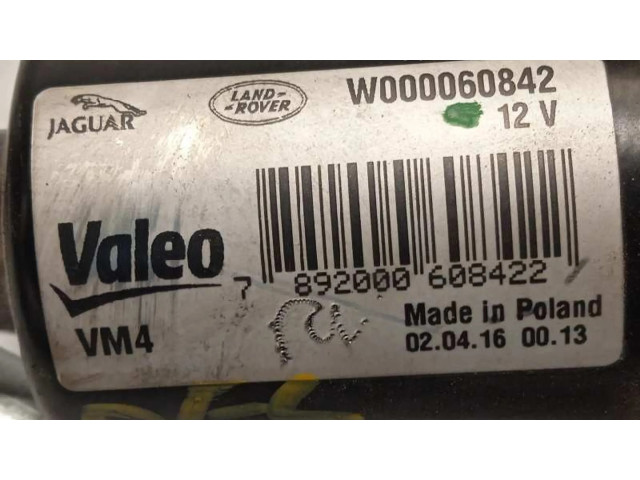 JAGUAR
LAND-
ROVER
W000060842
12 V
Valeo
7 892000 608422
VM4
Made in Poland
02.04.16 00.13